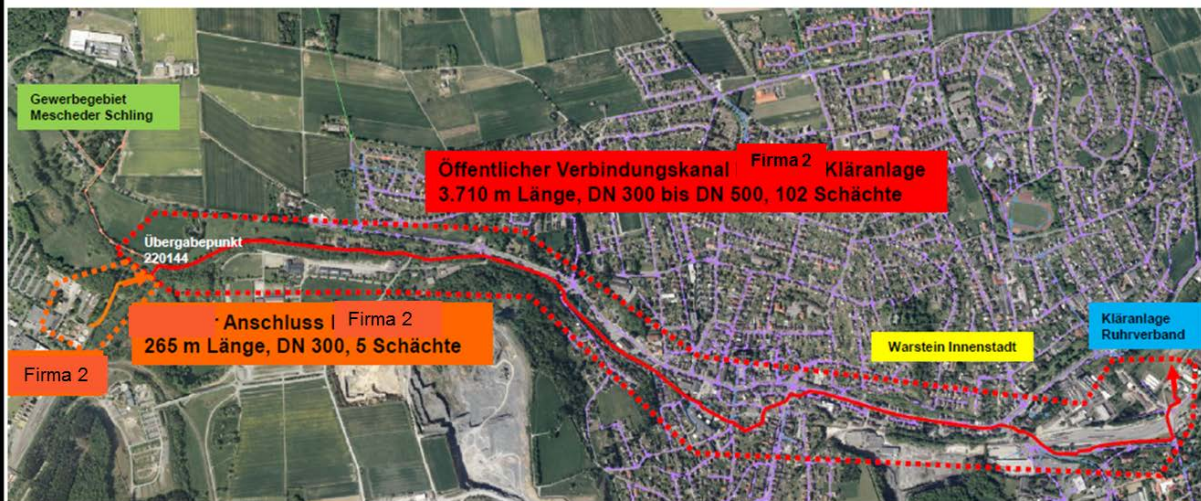 Gewerbegebiet
Mescheder Schling
Öffentlicher Verbindungskanal Firma 2 Kläranlage
3.710 m Länge, DN 300 bis DN 500, 102 Schächte
Übergabepunkt
220144
Anschluss Firma 2
265 m Länge, DN 300, 5 Schächte
Firma 2
Warstein Innenstadt
Kläranlage
Ruhrverband